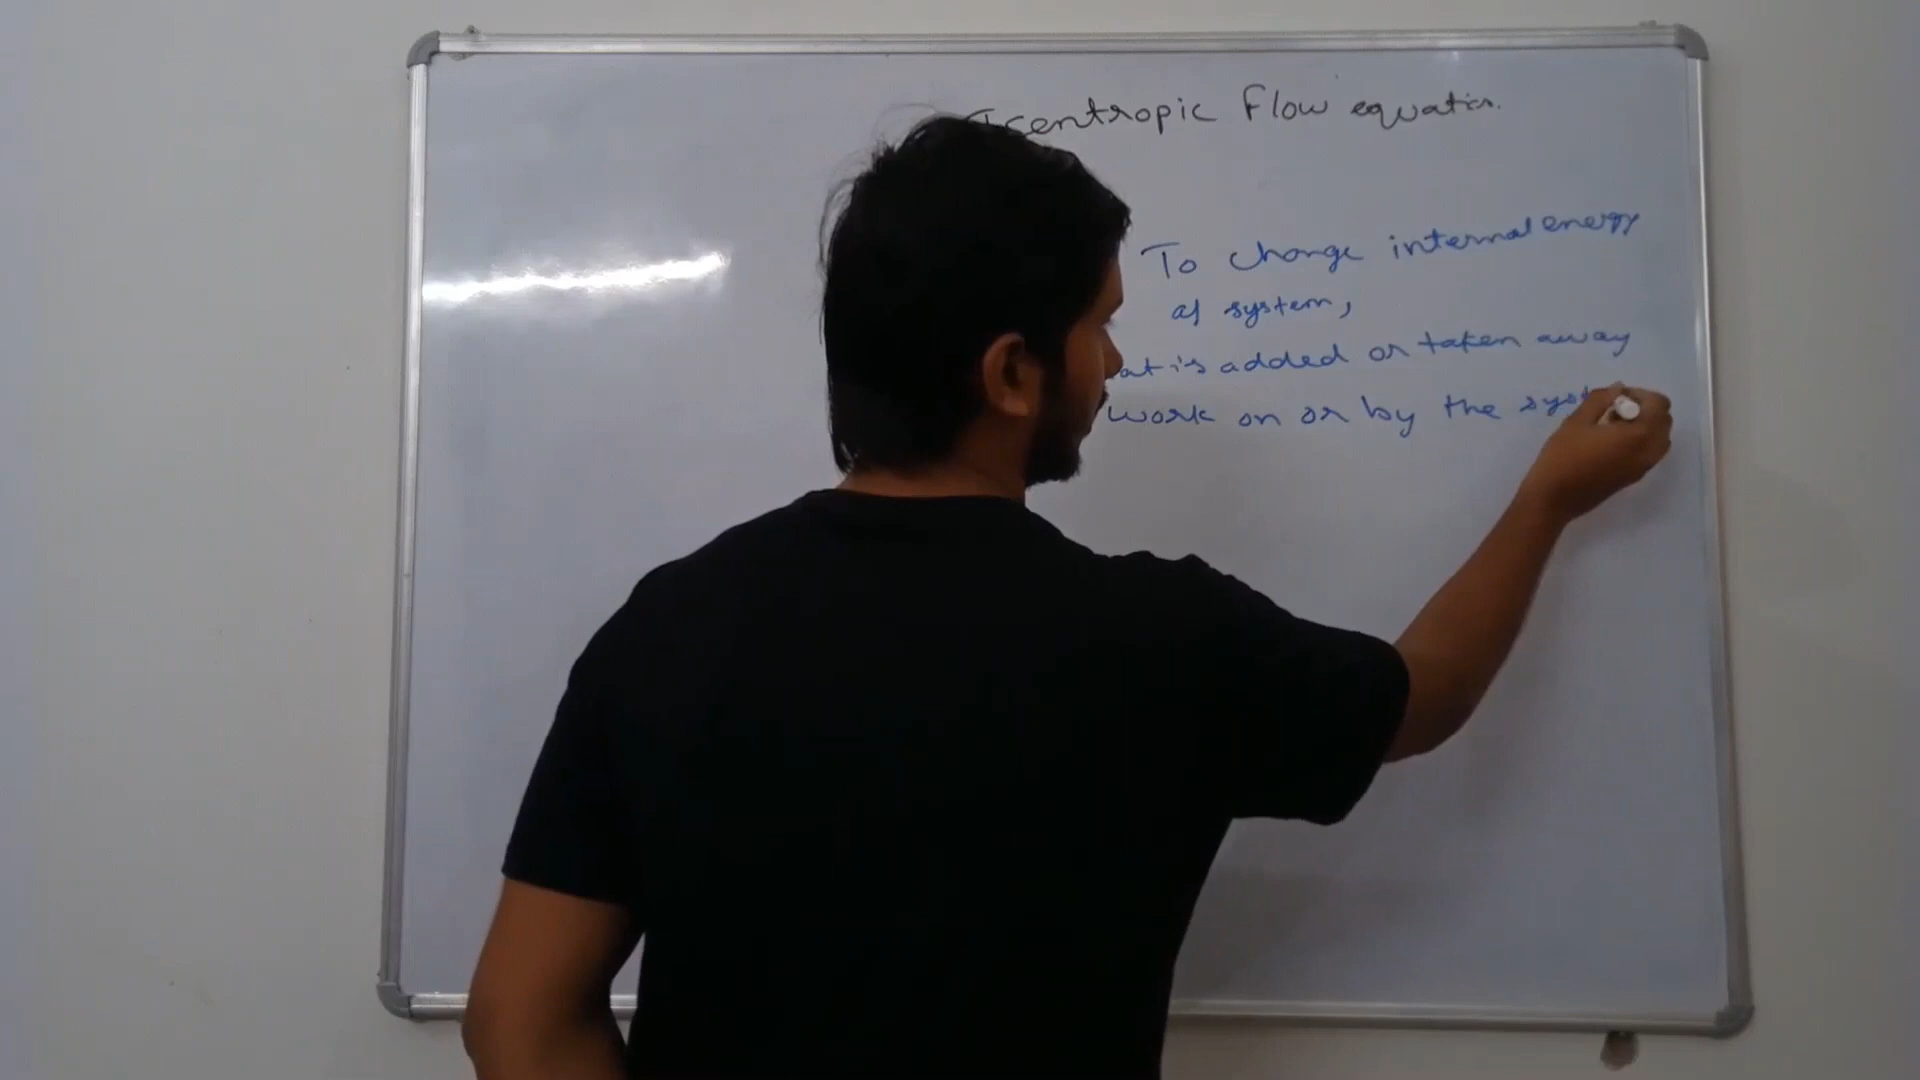 Isentropic Flow equation.
To change internal energy
of system,
at is added or taken away
work on or by the syst